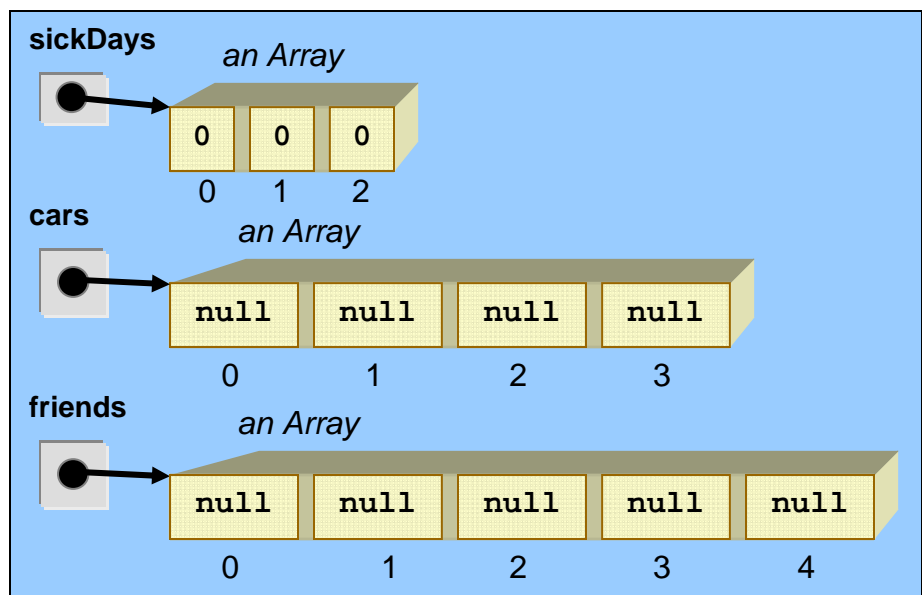 sickDays
an Array
0 0 0
0 1 2
cars
an Array
null null null null
0 1 2 3
friends
an Array
null null null null null
0 1 2 3 4